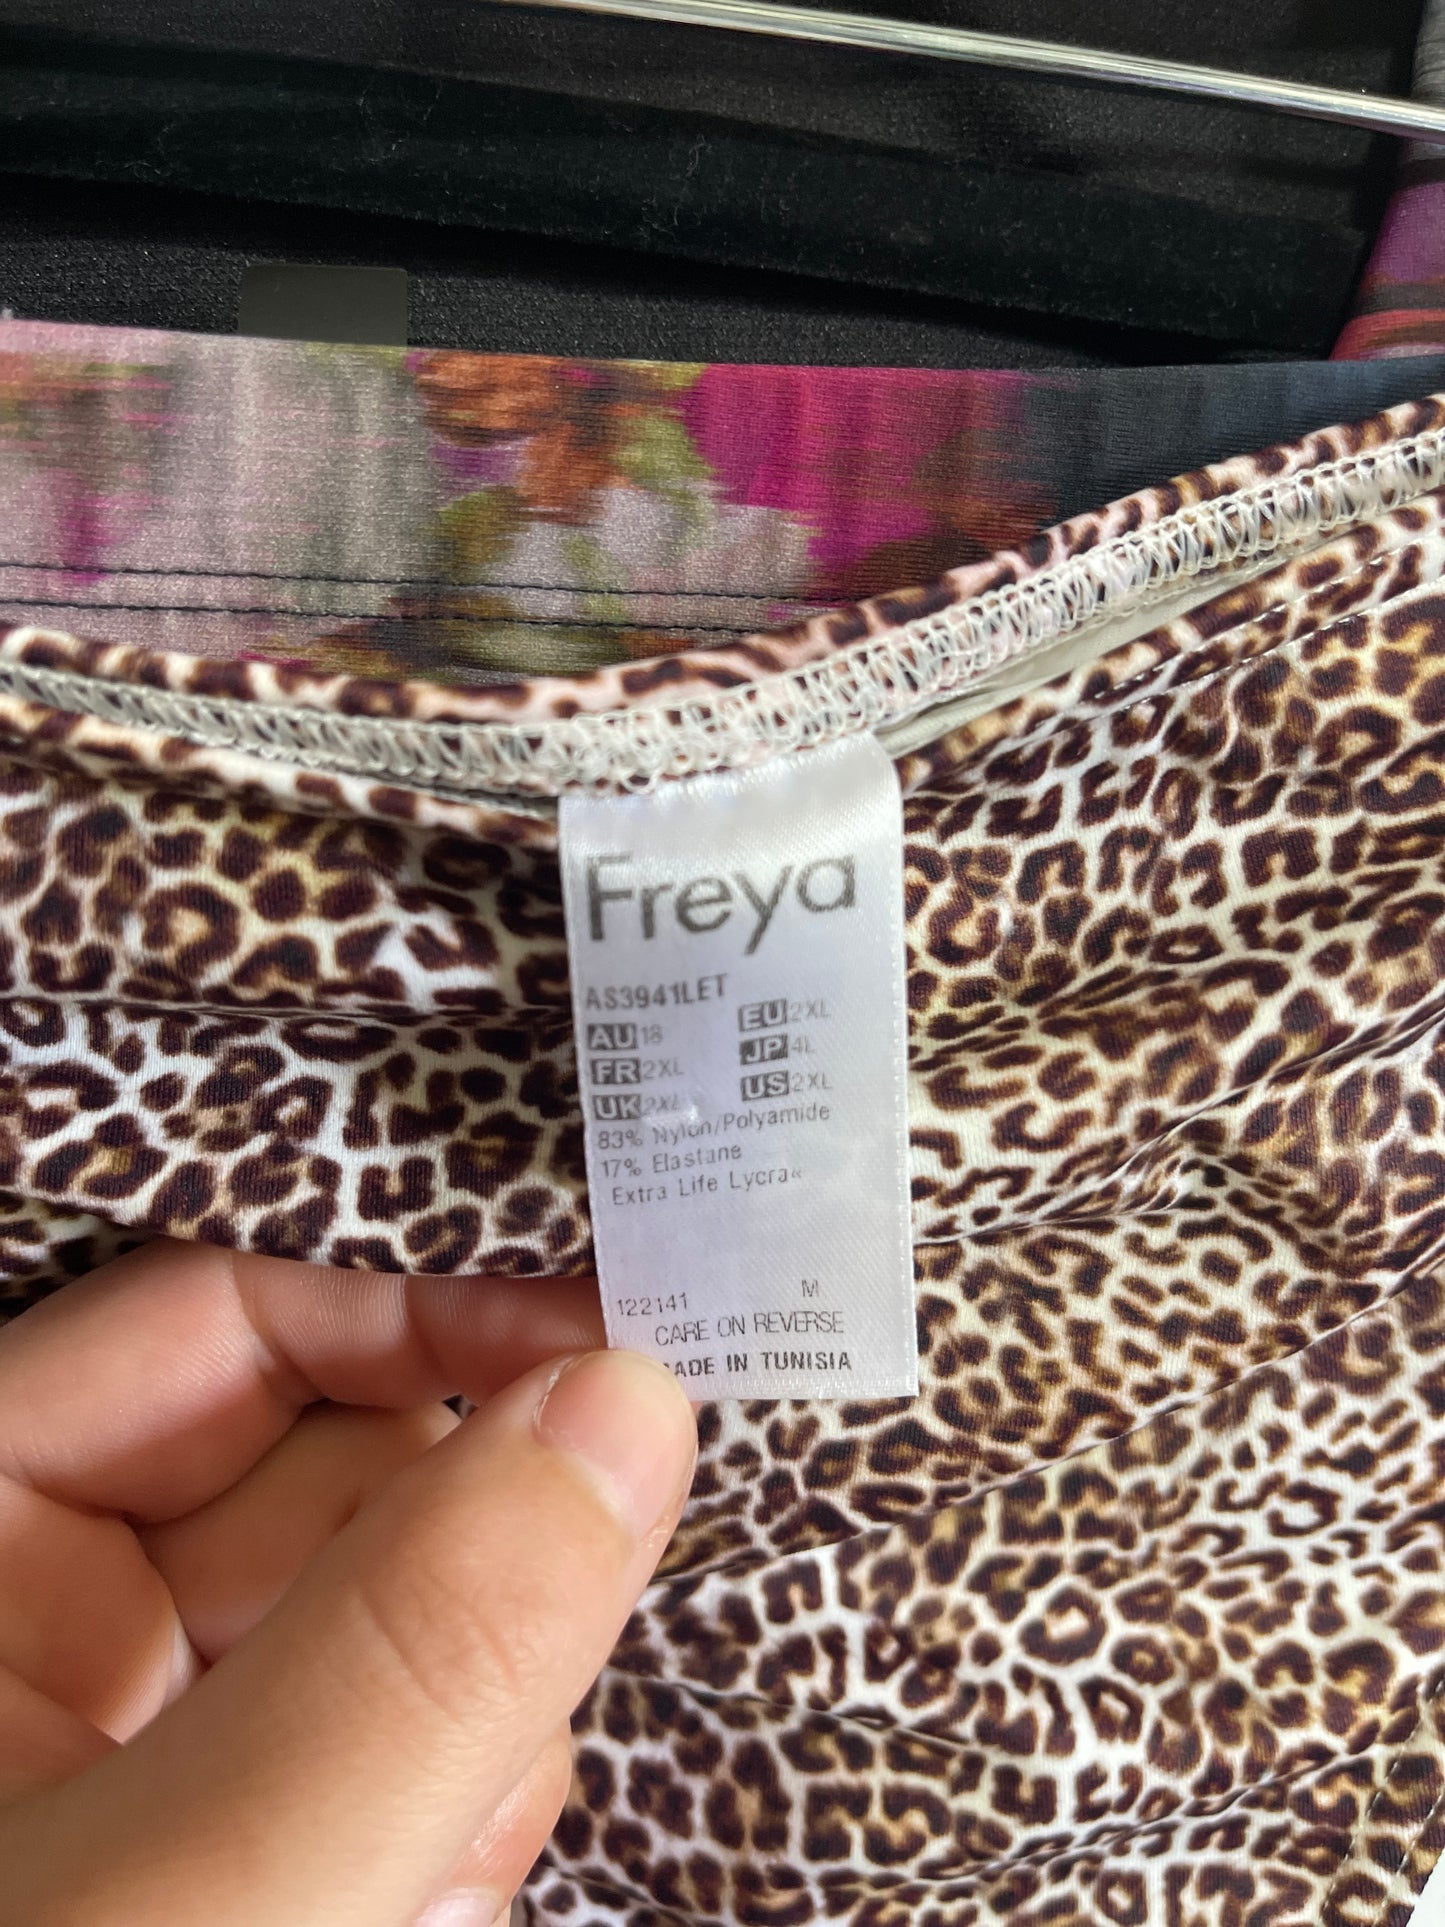 Freya
AS3941LET
AU 18 EU 2XL
FR 2XL JP 4L
UK 2XL US 2XL
83% Nylon/Polyamide
17% Elastane
Extra Life Lycra«
122141 M
CARE ON REVERSE
ADE IN TUNISIA